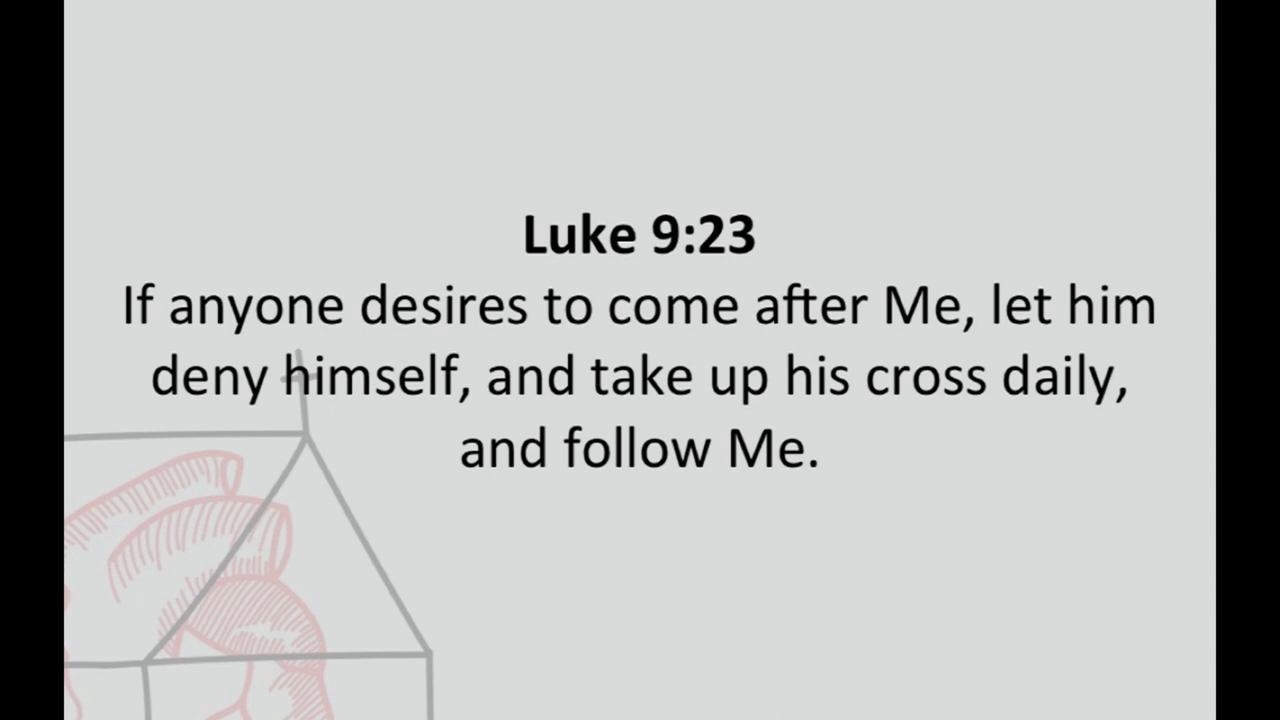 Luke 9:23
If anyone desires to come after Me, let him
deny himself, and take up his cross daily,
and follow Me.